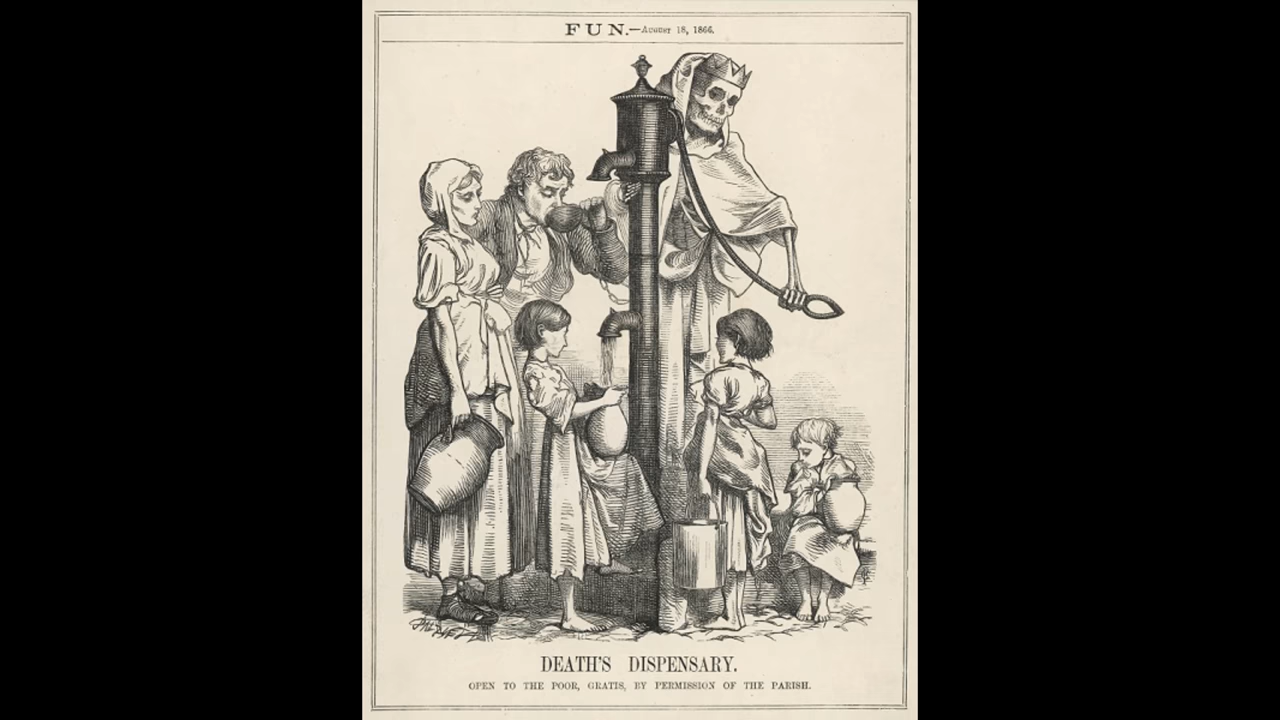 FUN.—AUGUST 18, 1866.
DEATH'S DISPENSARY.
OPEN TO THE POOR, GRATIS, BY PERMISSION OF THE PARISH.